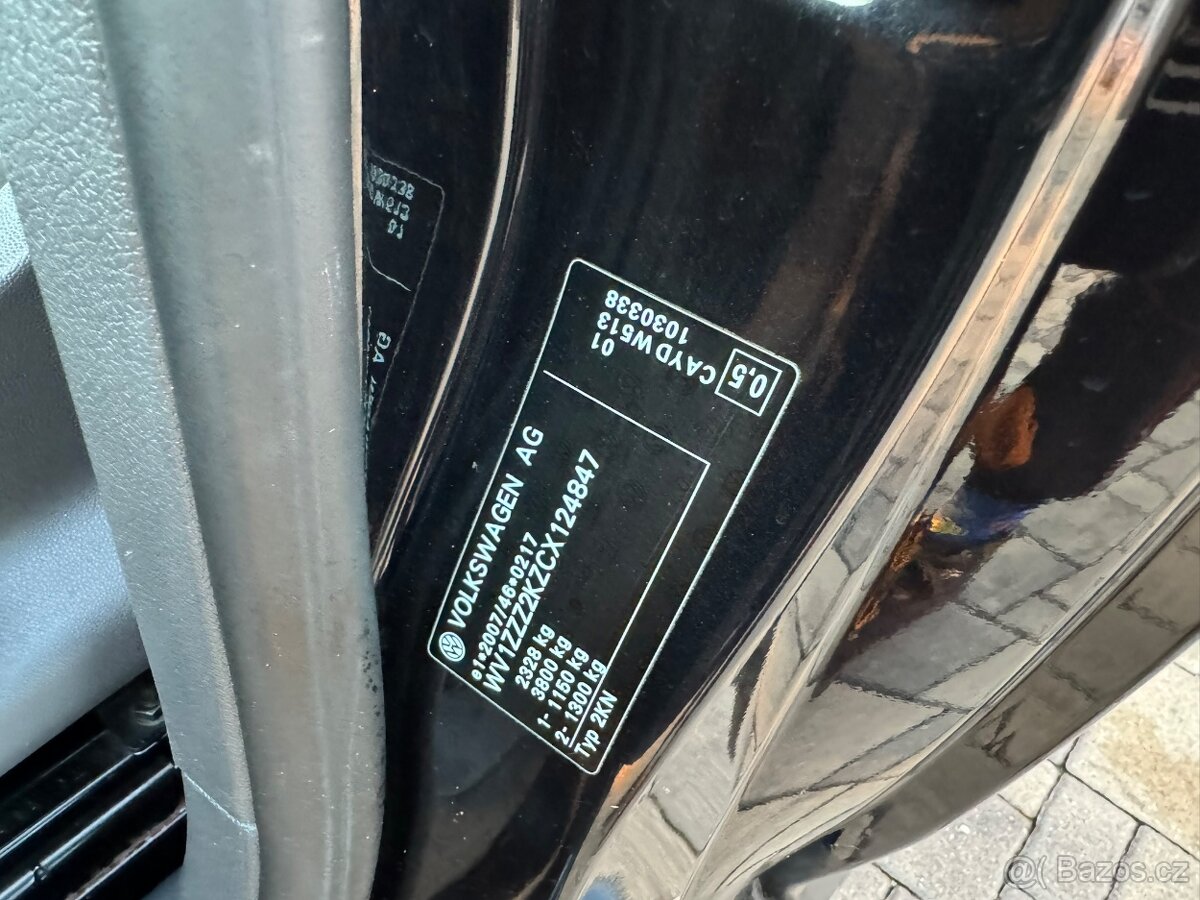 VOLKSWAGEN AG
e1*2007/46*0217
WV1ZZZ2KZCX124847
2328 kg
3800 kg
1- 1150 kg
2- 1300 kg
Typ 2KN
0,5
CAYD W513
01
1030338
@( Bazos.cz